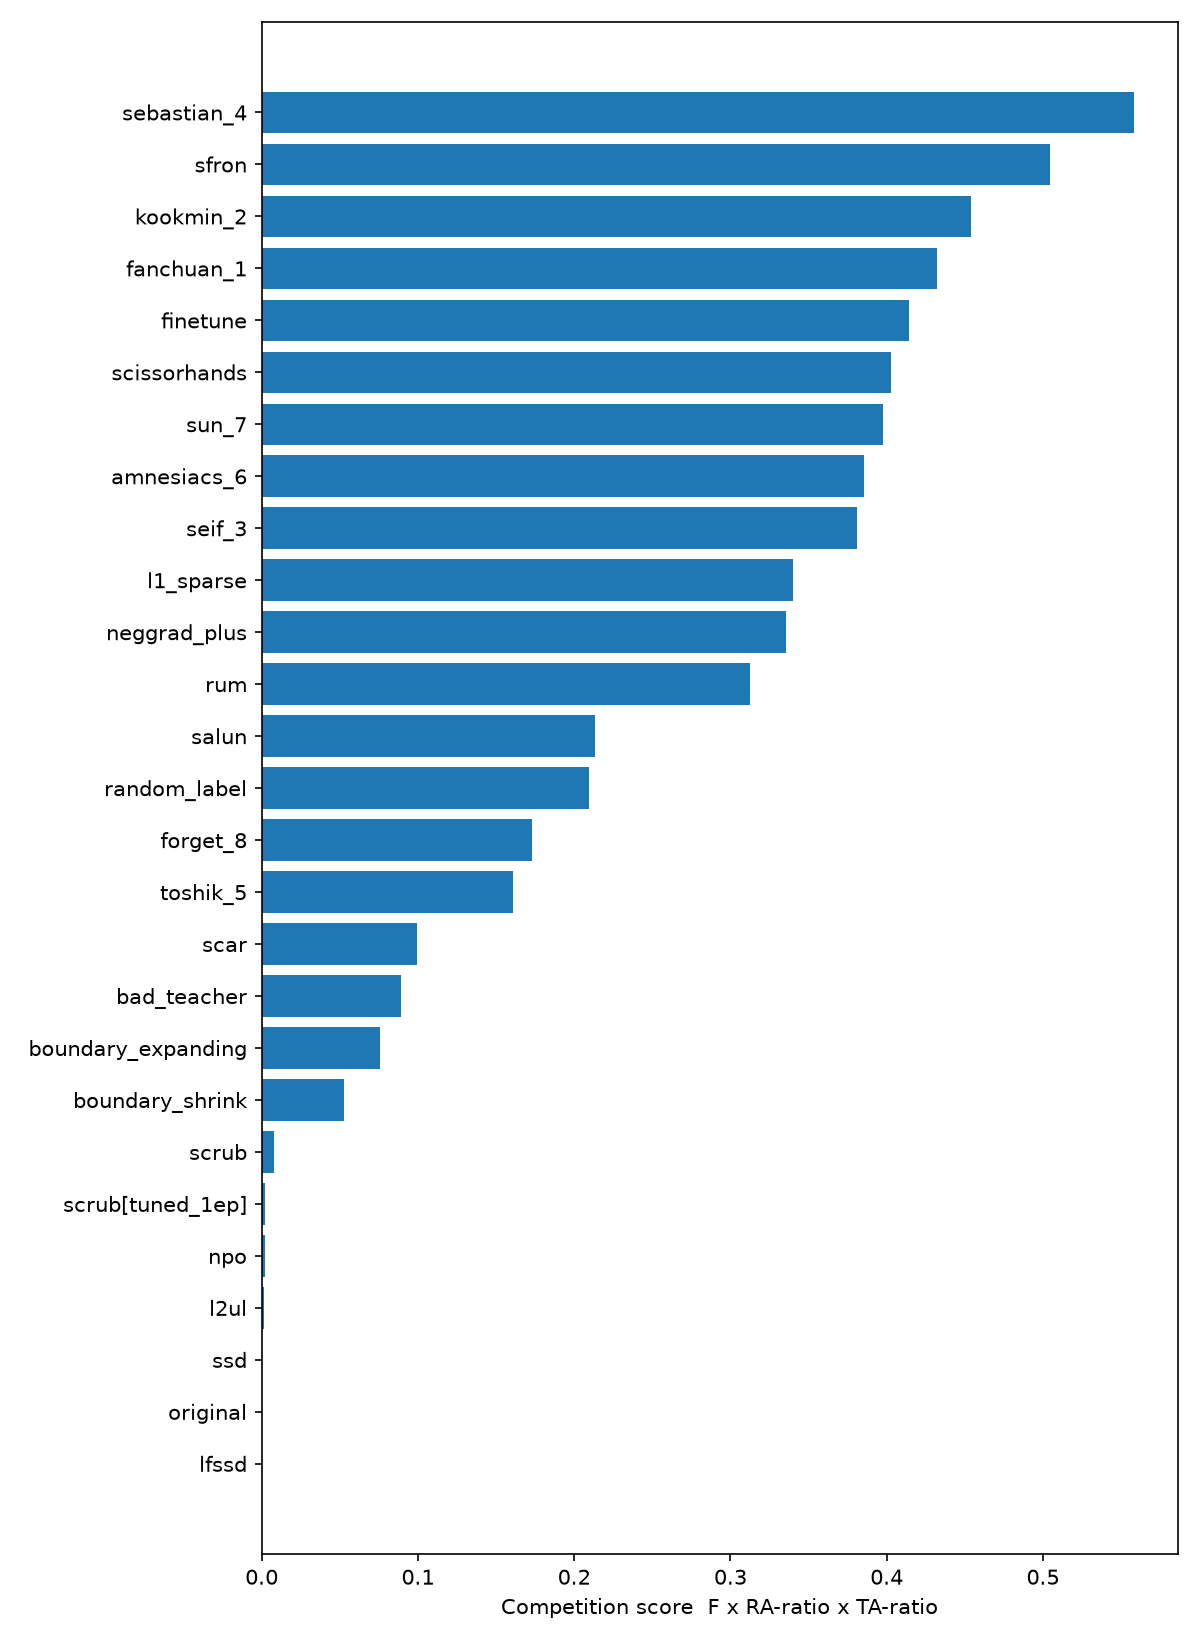 sebastian_4
sfron
kookmin_2
fanchuan_1
finetune
scissorhands
sun_7
amnesiacs_6
seif_3
l1_sparse
neggrad_plus
rum
salun
random_label
forget_8
toshik_5
scar
bad_teacher
boundary_expanding
boundary_shrink
scrub
scrub[tuned_1ep]
npo
l2ul
ssd
original
lfssd
0.0 0.1 0.2 0.3 0.4 0.5
Competition score  F x RA-ratio x TA-ratio